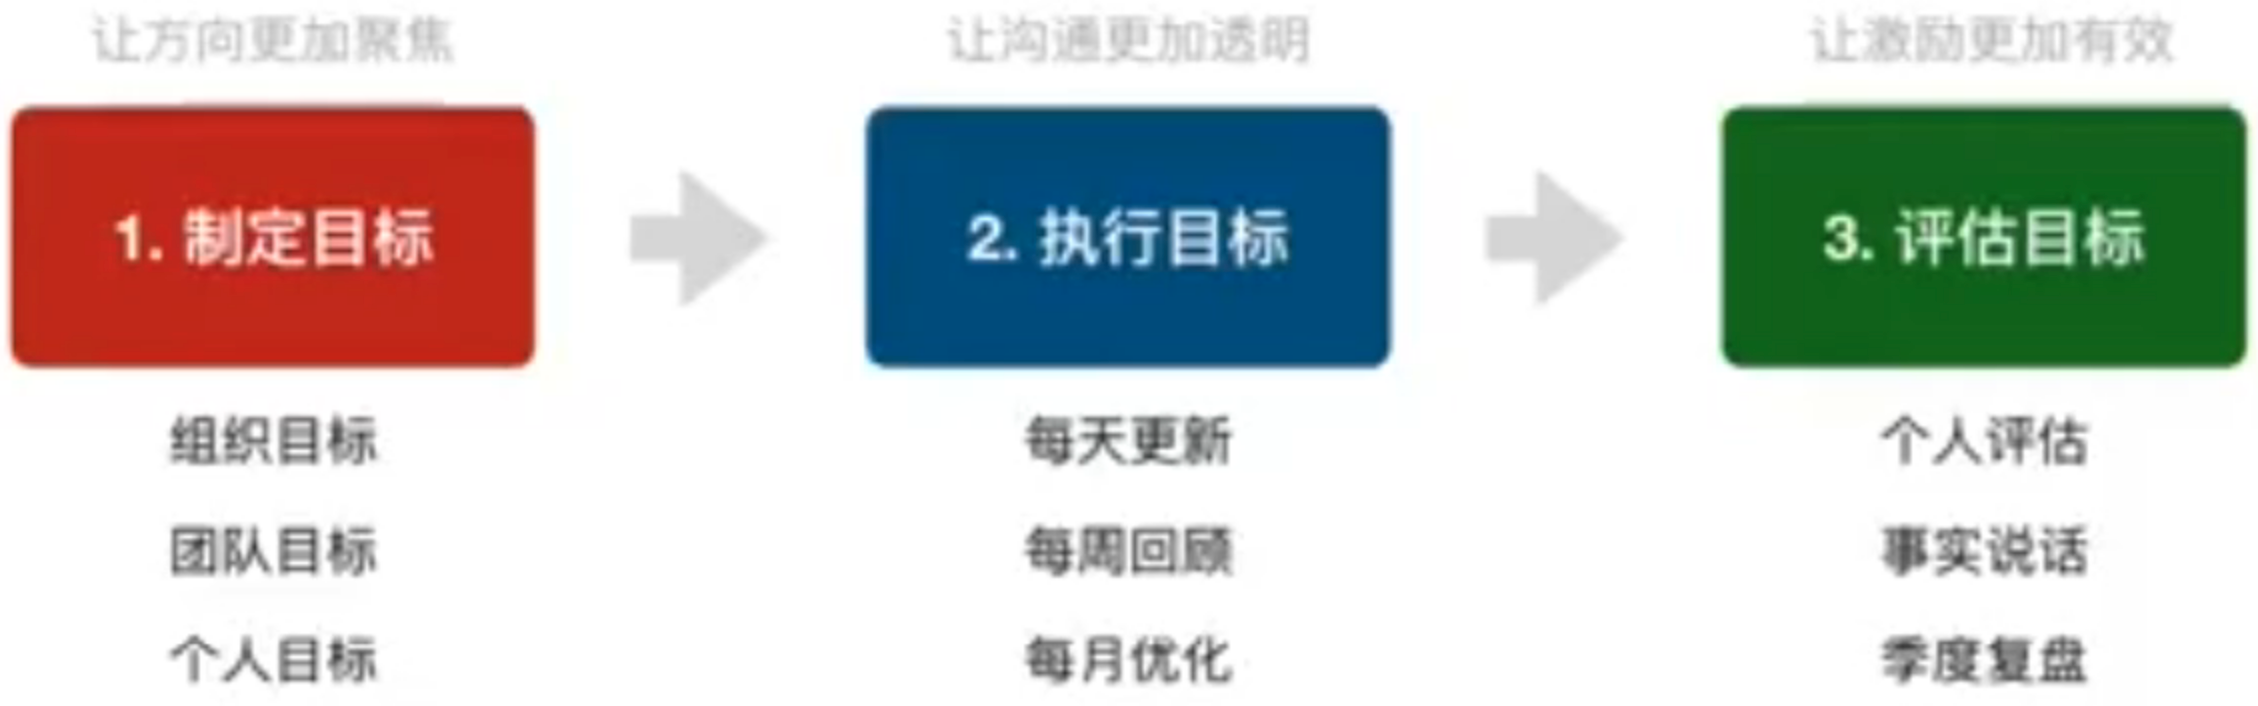 让方向更加聚焦
让沟通更加透明
让激励更加有效
1. 制定目标
2. 执行目标
3. 评估目标
组织目标
每天更新
个人评估
团队目标
每周回顾
事实说话
个人目标
每月优化
季度复盘